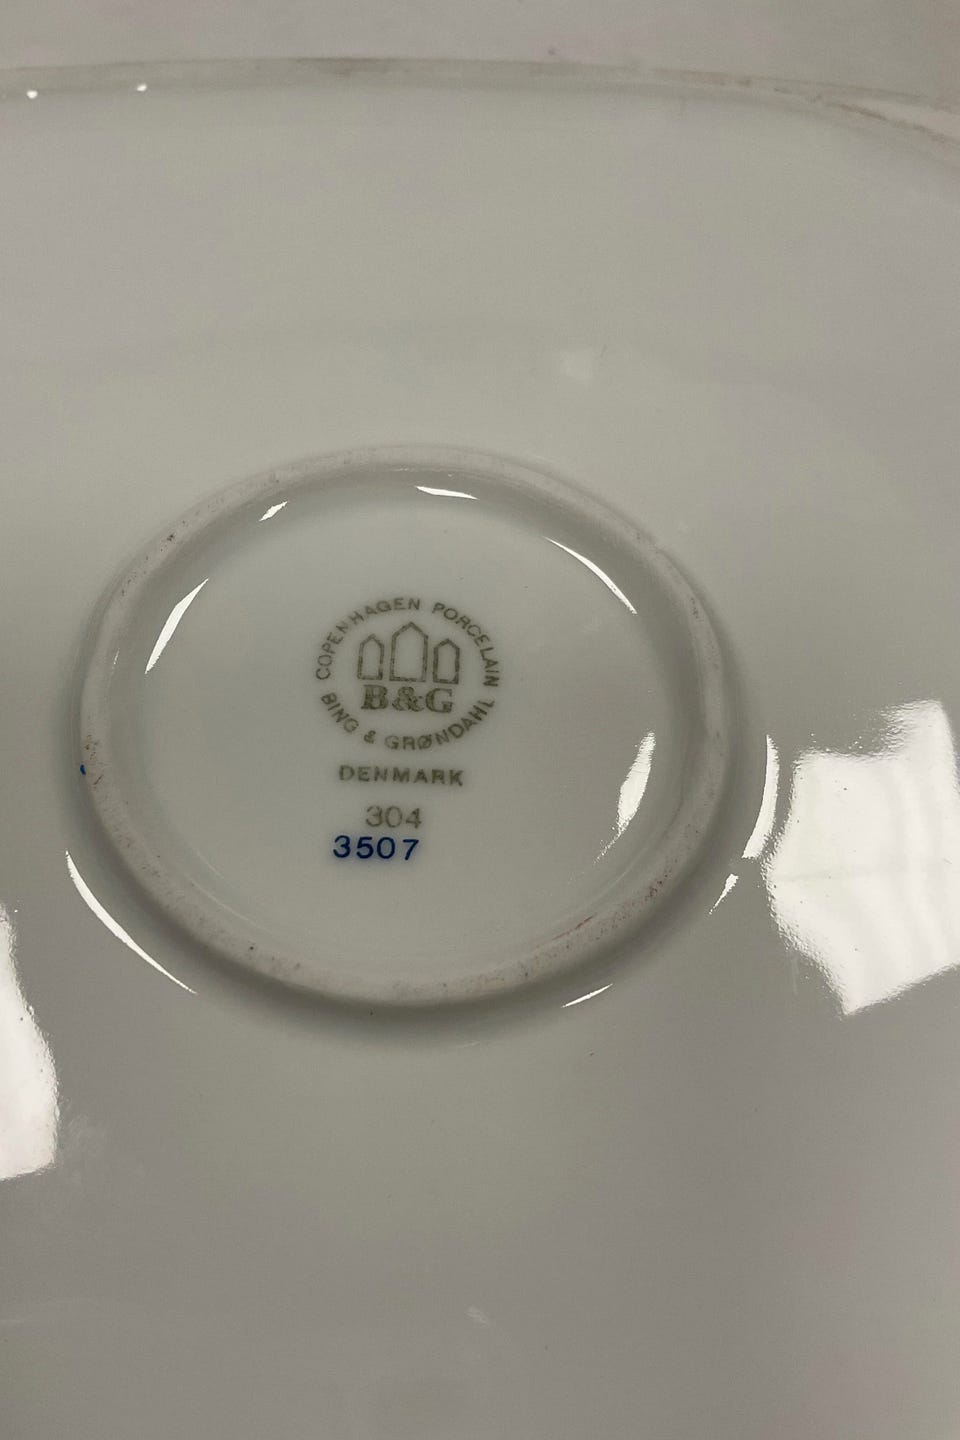 COPENHAGEN PORCELAIN
B&G
BING & GRØNDAHL
DENMARK
304
3507